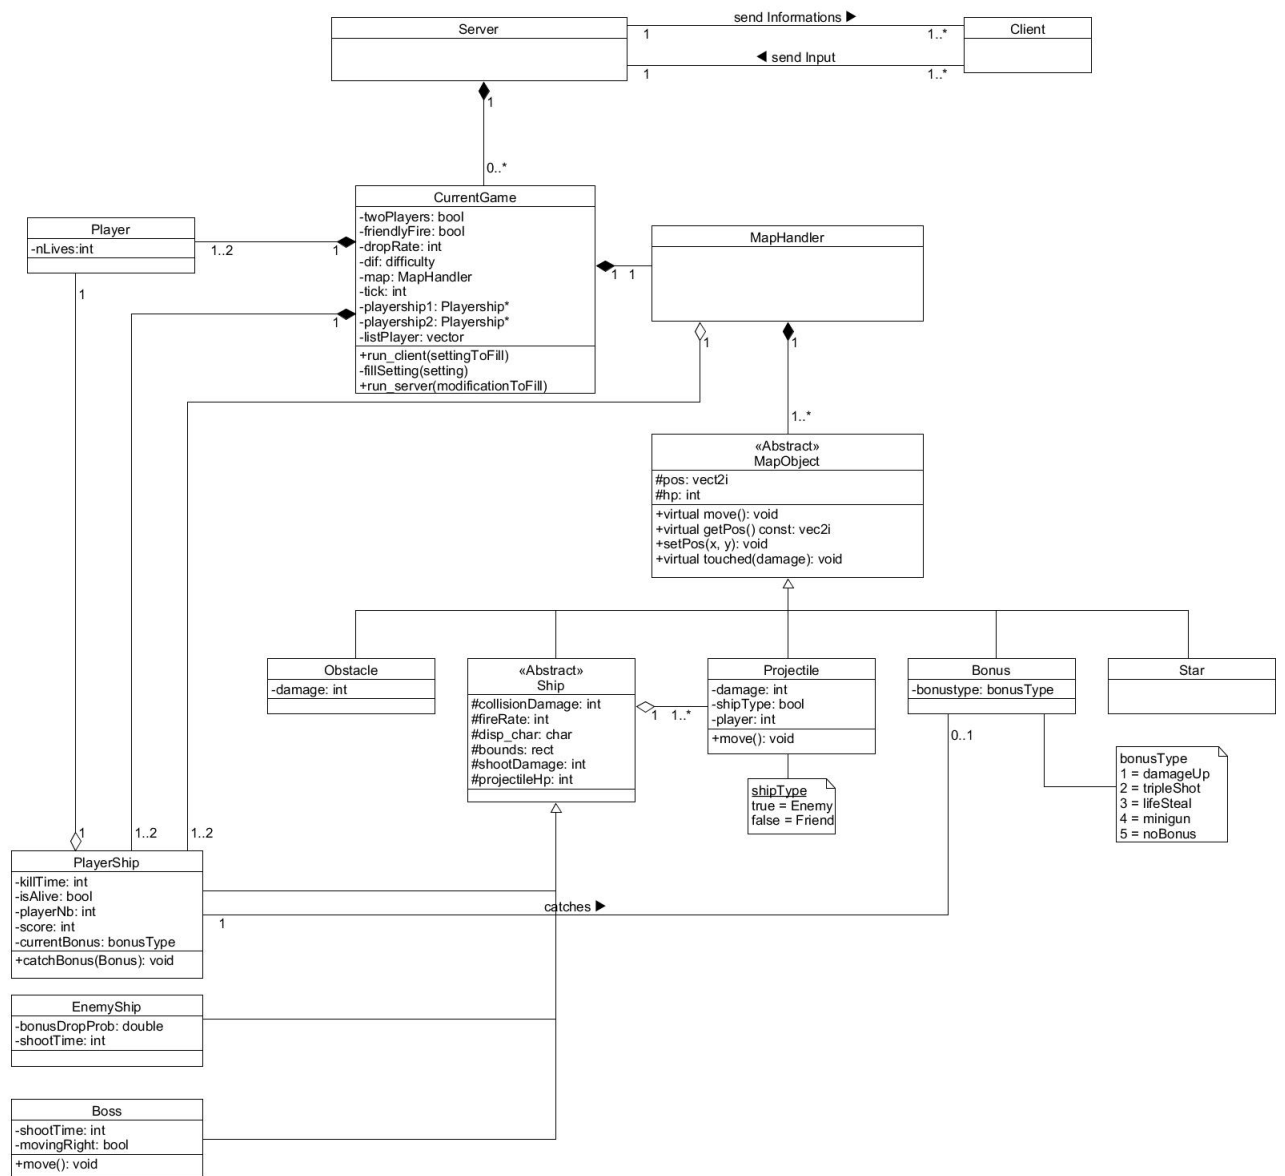 Server
send Informations ▶
1
1..*
Client
◀ send Input
1
1..*
1
0..*
CurrentGame
-twoPlayers: bool
-friendlyFire: bool
-dropRate: int
-dif: difficulty
-map: MapHandler
-tick: int
-playership1: Playership*
-playership2: Playership*
-listPlayer: vector
+run_client(settingToFill)
-fillSetting(setting)
+run_server(modificationToFill)
Player
-nLives:int
1..2
1
1
1
MapHandler
1
1
1
1
1
1..*
«Abstract»
MapObject
#pos: vect2i
#hp: int
+virtual move(): void
+virtual getPos() const: vec2i
+setPos(x, y): void
+virtual touched(damage): void
Obstacle
-damage: int
«Abstract»
Ship
#collisionDamage: int
#fireRate: int
#disp_char: char
#bounds: rect
#shootDamage: int
#projectileHp: int
1
1..*
Projectile
-damage: int
-shipType: bool
-player: int
+move(): void
shipType
true = Enemy
false = Friend
Bonus
-bonustype: bonusType
0..1
Star
bonusType
1 = damageUp
2 = tripleShot
3 = lifeSteal
4 = minigun
5 = noBonus
1
1..2
1..2
PlayerShip
-killTime: int
-isAlive: bool
-playerNb: int
-score: int
-currentBonus: bonusType
+catchBonus(Bonus): void
catches ▶
1
EnemyShip
-bonusDropProb: double
-shootTime: int
Boss
-shootTime: int
-movingRight: bool
+move(): void